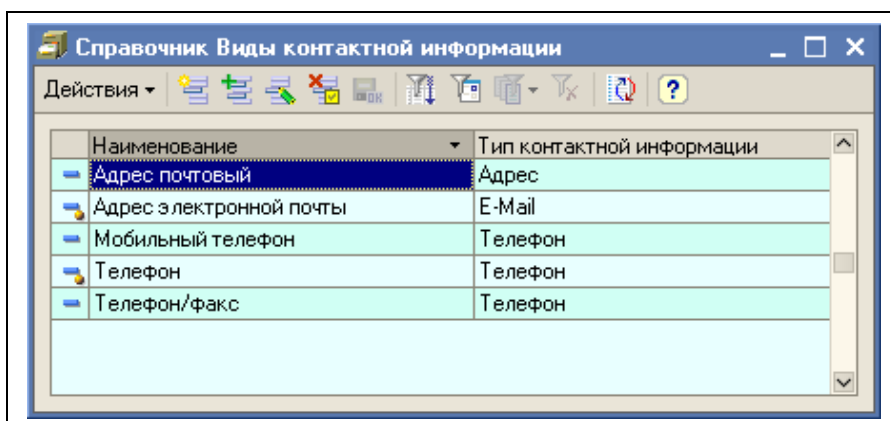 Справочник Виды контактной информации
Действия
Наименование Тип контактной информации
Адрес почтовый Адрес
Адрес электронной почты E-Mail
Мобильный телефон Телефон
Телефон Телефон
Телефон/факс Телефон